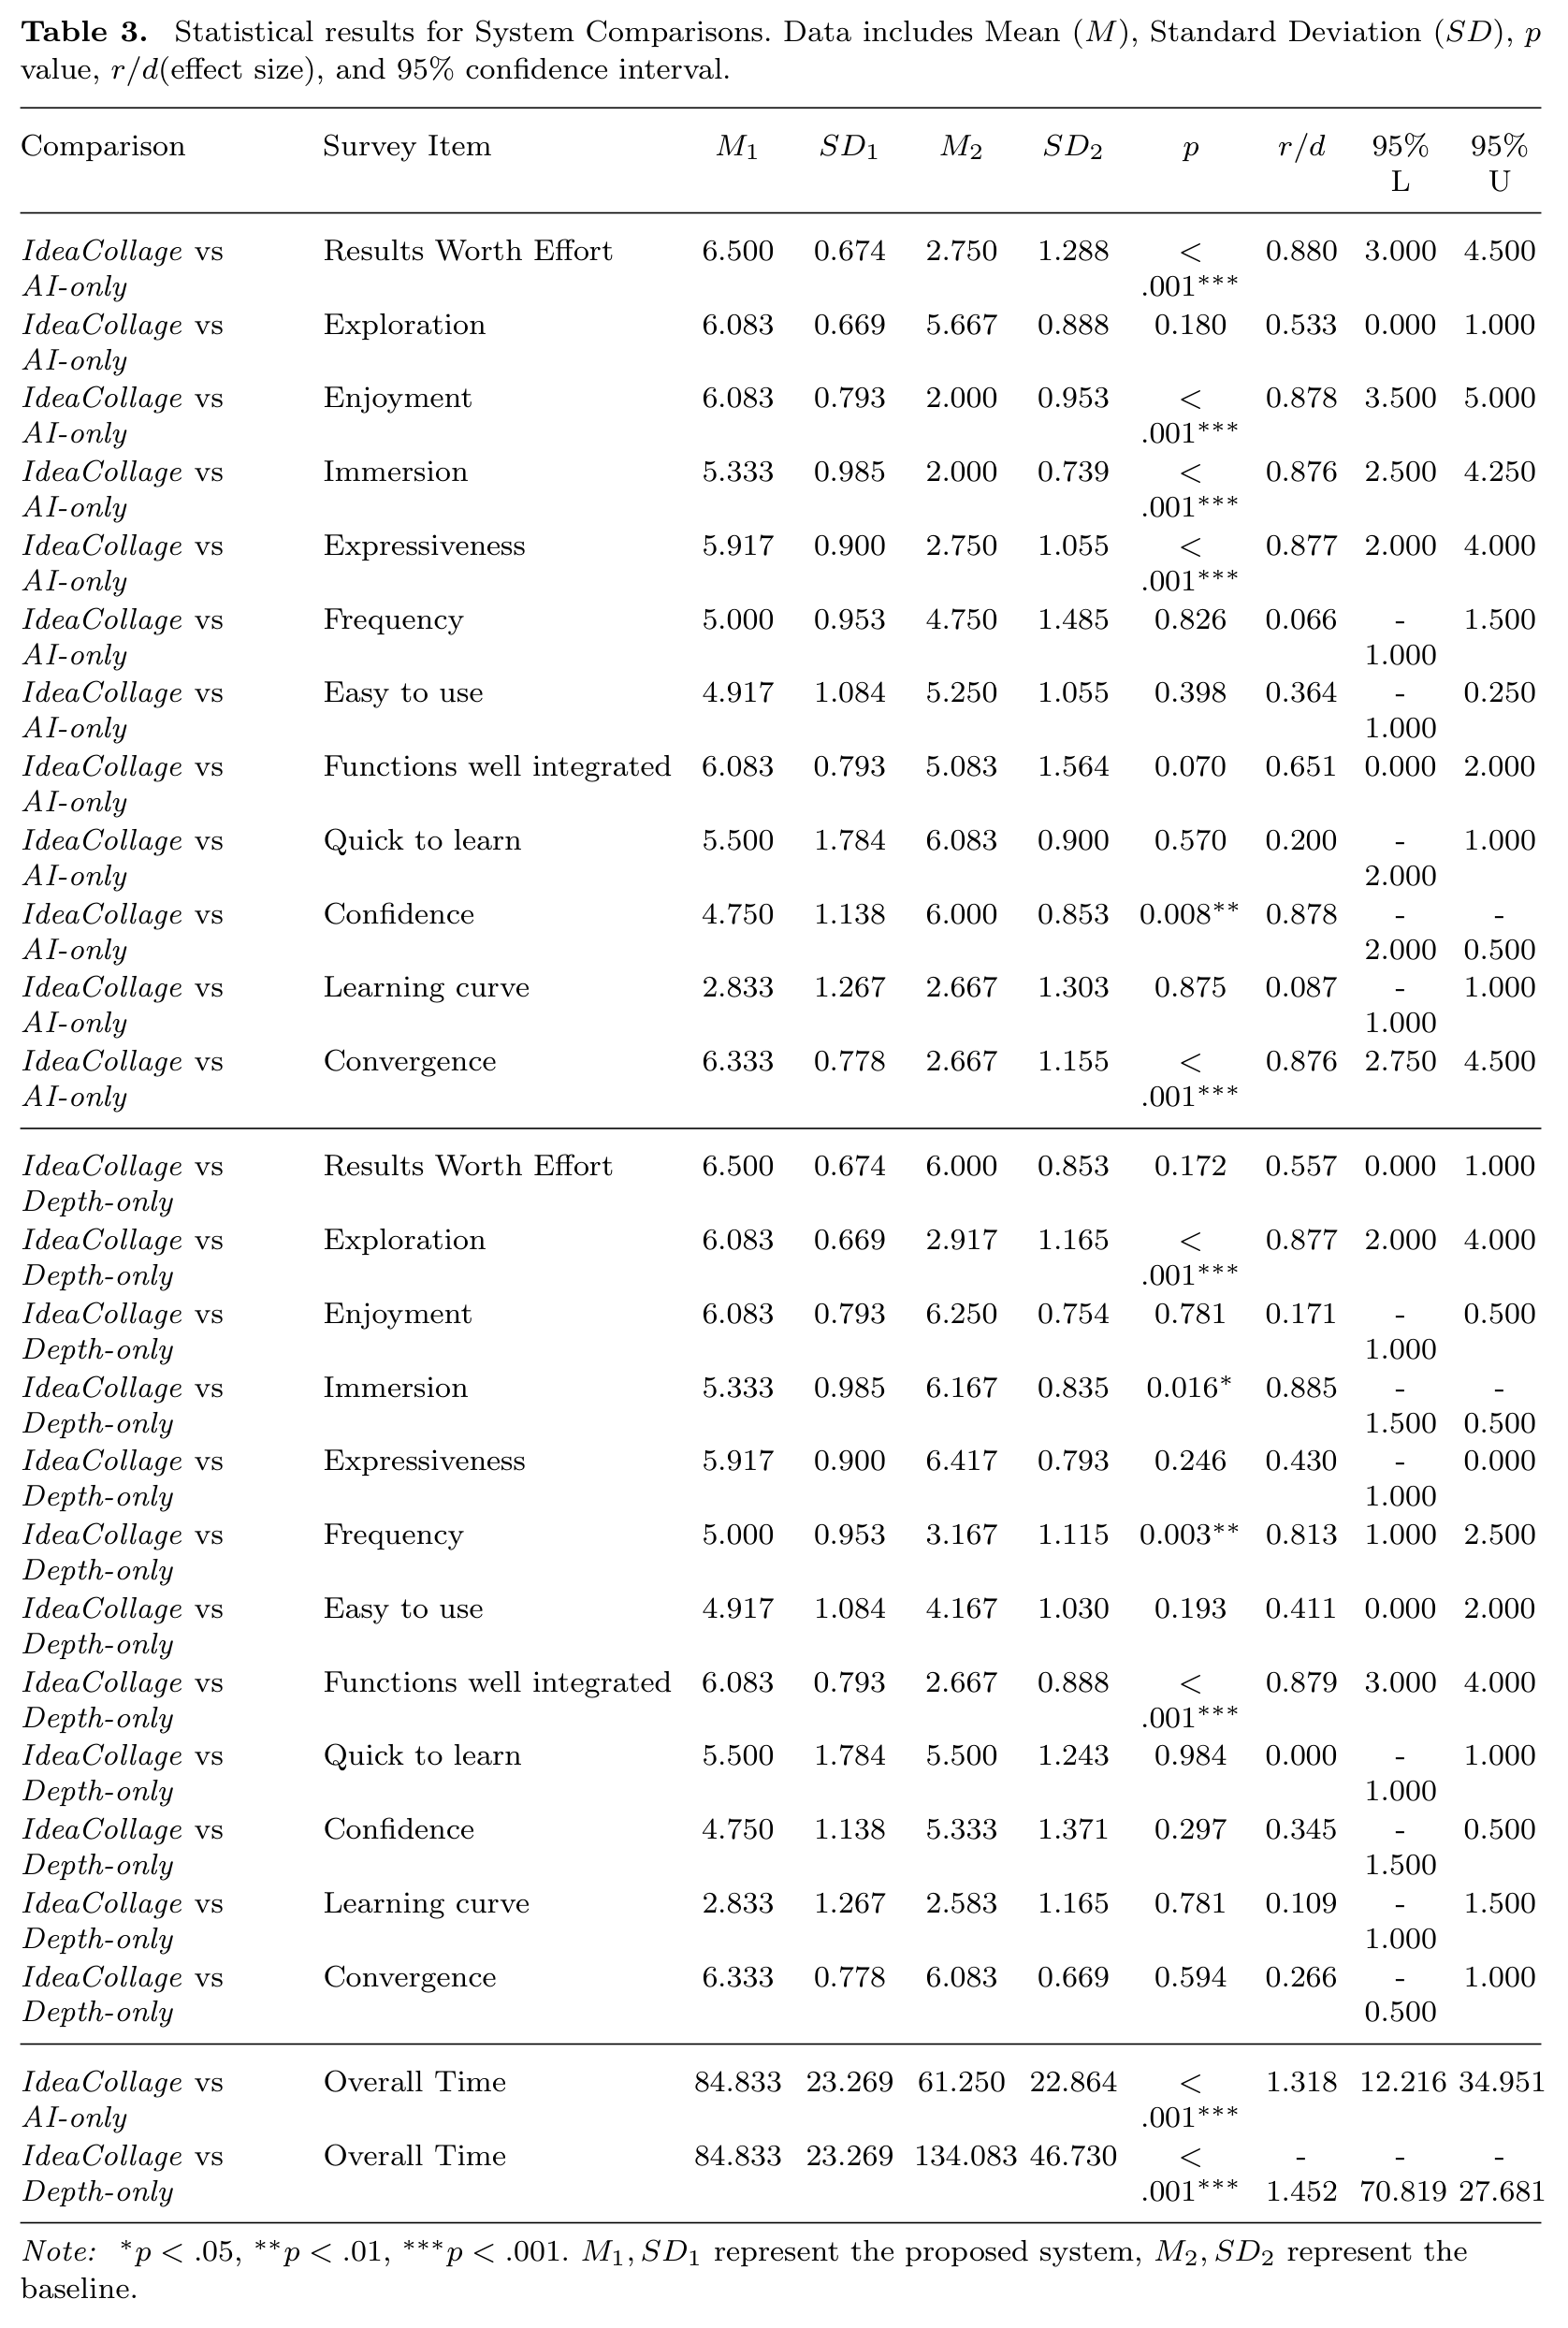 Table 3. Statistical results for System Comparisons. Data includes Mean (M), Standard Deviation (SD), p
value, r/d(effect size), and 95% confidence interval.
Comparison Survey Item M₁ SD₁ M₂ SD₂ p r/d 95% 95%
L U
IdeaCollage vs Results Worth Effort 6.500 0.674 2.750 1.288 < 0.880 3.000 4.500
AI-only .001***
IdeaCollage vs Exploration 6.083 0.669 5.667 0.888 0.180 0.533 0.000 1.000
AI-only
IdeaCollage vs Enjoyment 6.083 0.793 2.000 0.953 < 0.878 3.500 5.000
AI-only .001***
IdeaCollage vs Immersion 5.333 0.985 2.000 0.739 < 0.876 2.500 4.250
AI-only .001***
IdeaCollage vs Expressiveness 5.917 0.900 2.750 1.055 < 0.877 2.000 4.000
AI-only .001***
IdeaCollage vs Frequency 5.000 0.953 4.750 1.485 0.826 0.066 - 1.500
AI-only 1.000
IdeaCollage vs Easy to use 4.917 1.084 5.250 1.055 0.398 0.364 - 0.250
AI-only 1.000
IdeaCollage vs Functions well integrated 6.083 0.793 5.083 1.564 0.070 0.651 0.000 2.000
AI-only
IdeaCollage vs Quick to learn 5.500 1.784 6.083 0.900 0.570 0.200 - 1.000
AI-only 2.000
IdeaCollage vs Confidence 4.750 1.138 6.000 0.853 0.008** 0.878 - -
AI-only 2.000 0.500
IdeaCollage vs Learning curve 2.833 1.267 2.667 1.303 0.875 0.087 - 1.000
AI-only 1.000
IdeaCollage vs Convergence 6.333 0.778 2.667 1.155 < 0.876 2.750 4.500
AI-only .001***
IdeaCollage vs Results Worth Effort 6.500 0.674 6.000 0.853 0.172 0.557 0.000 1.000
Depth-only
IdeaCollage vs Exploration 6.083 0.669 2.917 1.165 < 0.877 2.000 4.000
Depth-only .001***
IdeaCollage vs Enjoyment 6.083 0.793 6.250 0.754 0.781 0.171 - 0.500
Depth-only 1.000
IdeaCollage vs Immersion 5.333 0.985 6.167 0.835 0.016* 0.885 - -
Depth-only 1.500 0.500
IdeaCollage vs Expressiveness 5.917 0.900 6.417 0.793 0.246 0.430 - 0.000
Depth-only 1.000
IdeaCollage vs Frequency 5.000 0.953 3.167 1.115 0.003** 0.813 1.000 2.500
Depth-only
IdeaCollage vs Easy to use 4.917 1.084 4.167 1.030 0.193 0.411 0.000 2.000
Depth-only
IdeaCollage vs Functions well integrated 6.083 0.793 2.667 0.888 < 0.879 3.000 4.000
Depth-only .001***
IdeaCollage vs Quick to learn 5.500 1.784 5.500 1.243 0.984 0.000 - 1.000
Depth-only 1.000
IdeaCollage vs Confidence 4.750 1.138 5.333 1.371 0.297 0.345 - 0.500
Depth-only 1.500
IdeaCollage vs Learning curve 2.833 1.267 2.583 1.165 0.781 0.109 - 1.500
Depth-only 1.000
IdeaCollage vs Convergence 6.333 0.778 6.083 0.669 0.594 0.266 - 1.000
Depth-only 0.500
IdeaCollage vs Overall Time 84.833 23.269 61.250 22.864 < 1.318 12.216 34.951
AI-only .001***
IdeaCollage vs Overall Time 84.833 23.269 134.083 46.730 < - - -
Depth-only .001*** 1.452 70.819 27.681
Note: *p < .05, **p < .01, ***p < .001. M₁, SD₁ represent the proposed system, M₂, SD₂ represent the
baseline.